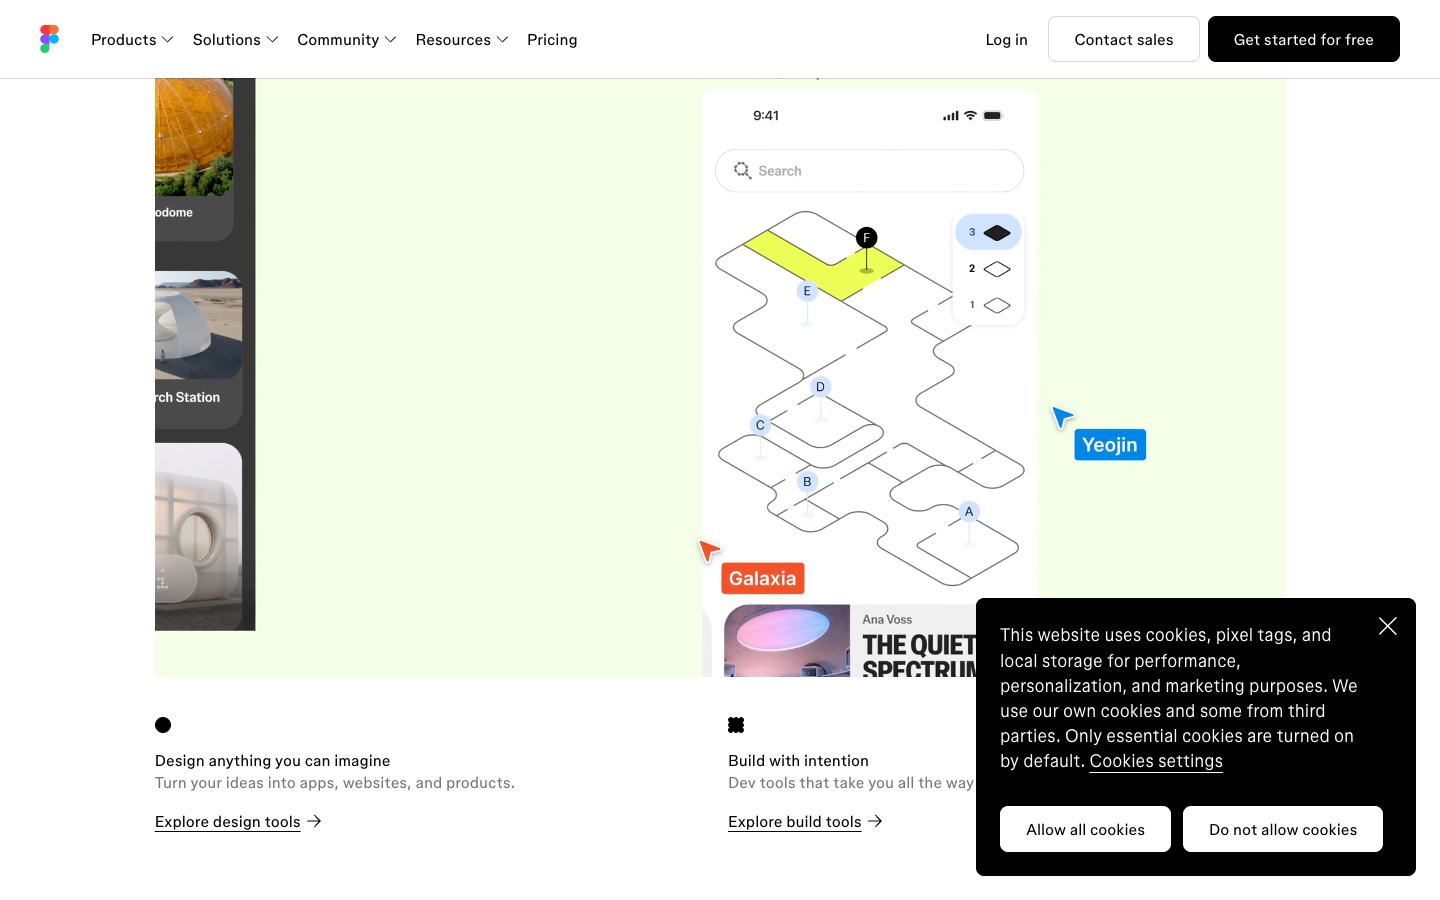 Products
Solutions
Community
Resources
Pricing
Log in
Contact sales
Get started for free
odome
rch Station
9:41
Search
3
2
1
F
E
D
C
B
A
Yeojin
Galaxia
Ana Voss
THE QUIET
SPECTRUM
Design anything you can imagine
Turn your ideas into apps, websites, and products.
Explore design tools
Build with intention
Dev tools that take you all the way
Explore build tools
This website uses cookies, pixel tags, and
local storage for performance,
personalization, and marketing purposes. We
use our own cookies and some from third
parties. Only essential cookies are turned on
by default. Cookies settings
Allow all cookies
Do not allow cookies